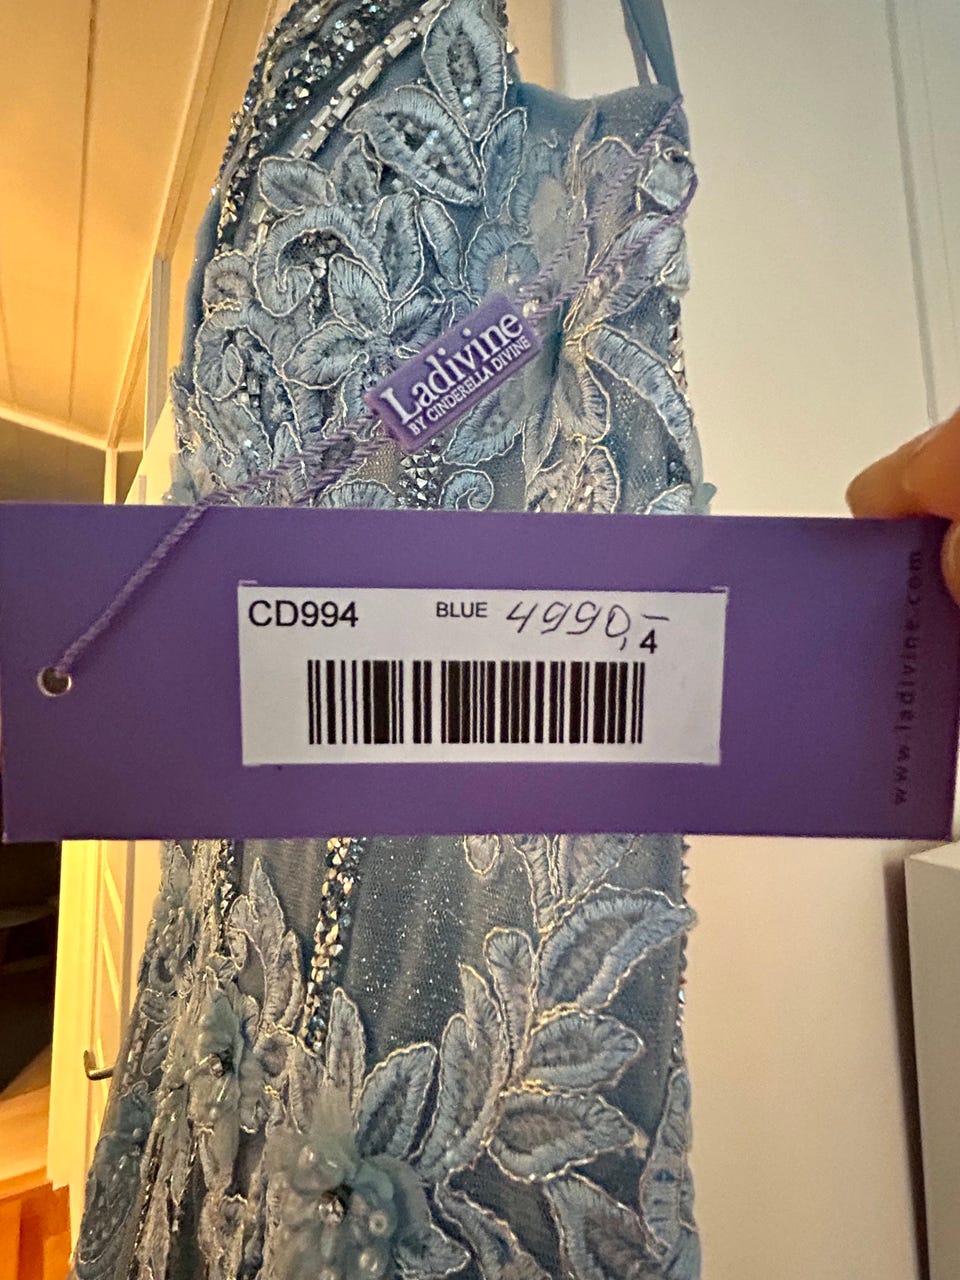 Ladivine
BY CINDERELLA DIVINE
CD994 BLUE 4990,-
4
www.ladivine.com